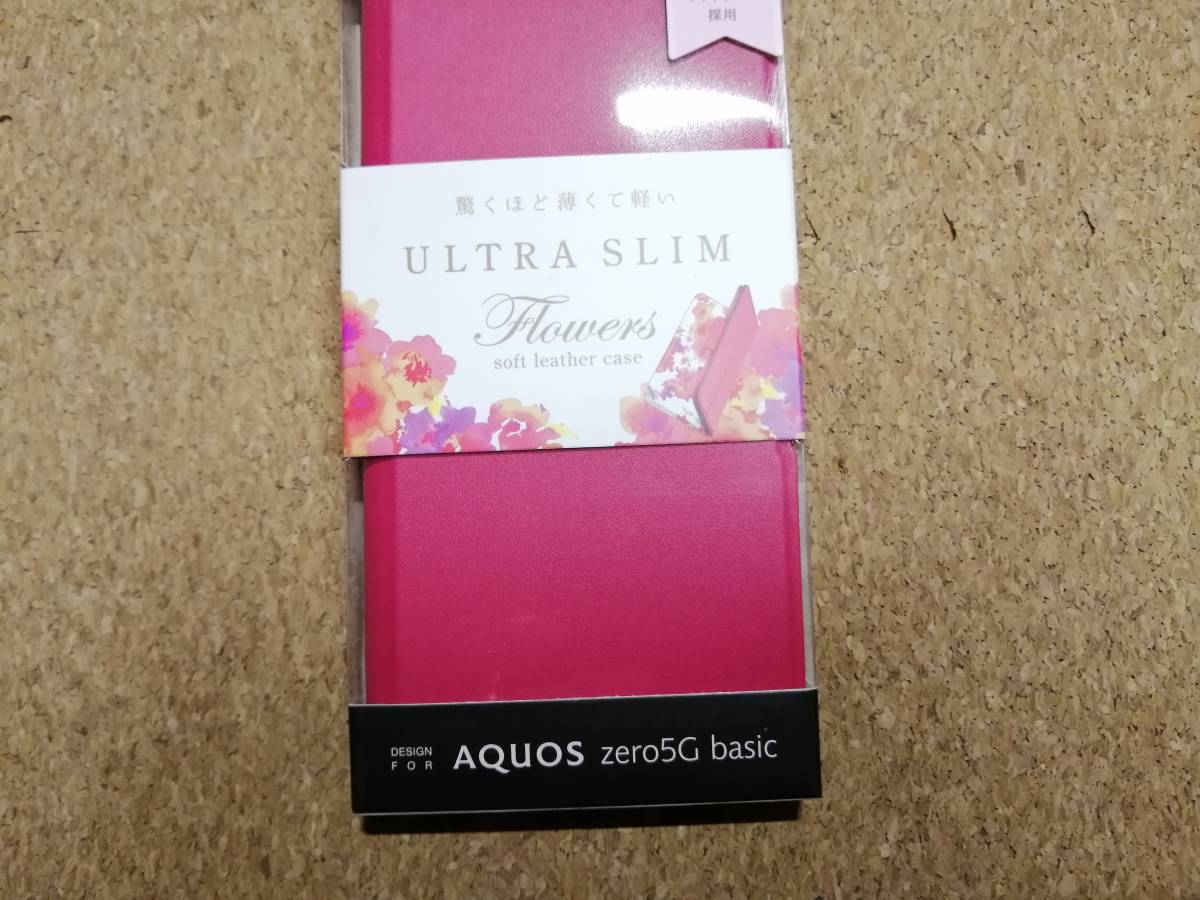 採用
驚くほど薄くて軽い
ULTRA SLIM
Flowers
soft leather case
DESIGN
FOR
AQUOS zero5G basic